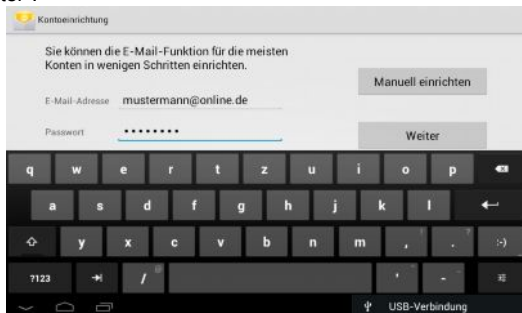 Kontoeinrichtung
Sie können die E-Mail-Funktion für die meisten
Konten in wenigen Schritten einrichten.
Manuell einrichten
E-Mail-Adresse mustermann@online.de
Passwort ••••••••
Weiter
q w e r t z u i o p
a s d f g h j k l
y x c v b n m , ! . ? :-)
?123 / ' -
USB-Verbindung